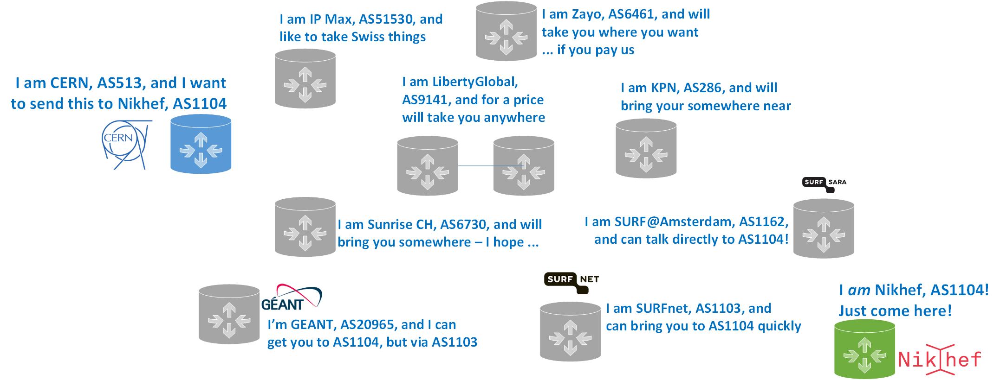 I am IP Max, AS51530, and
like to take Swiss things
I am Zayo, AS6461, and will
take you where you want
... if you pay us
I am CERN, AS513, and I want
to send this to Nikhef, AS1104
CERN
I am LibertyGlobal,
AS9141, and for a price
will take you anywhere
I am KPN, AS286, and will
bring your somewhere near
SURF SARA
I am Sunrise CH, AS6730, and will
bring you somewhere – I hope ...
I am SURF@Amsterdam, AS1162,
and can talk directly to AS1104!
GÉANT
I'm GEANT, AS20965, and I can
get you to AS1104, but via AS1103
SURF NET
I am SURFnet, AS1103, and
can bring you to AS1104 quickly
I am Nikhef, AS1104!
Just come here!
Nikhef